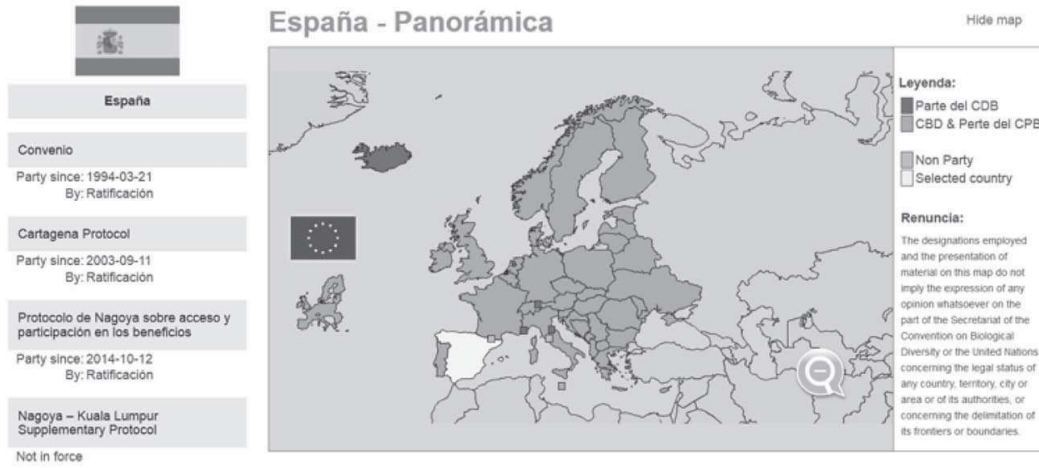 España - Panorámica
Hide map
España
Convenio
Party since: 1994-03-21
By: Ratificación
Cartagena Protocol
Party since: 2003-09-11
By: Ratificación
Protocolo de Nagoya sobre acceso y
participación en los beneficios
Party since: 2014-10-12
By: Ratificación
Nagoya – Kuala Lumpur
Supplementary Protocol
Not in force
Leyenda:
Parte del CDB
CBD & Perte del CPB
Non Party
Selected country
Renuncia:
The designations employed
and the presentation of
material on this map do not
imply the expression of any
opinion whatsoever on the
part of the Secretariat of the
Convention on Biological
Diversity or the United Nations
concerning the legal status of
any country, territory, city or
area or of its authorities, or
concerning the delimitation of
its frontiers or boundaries.